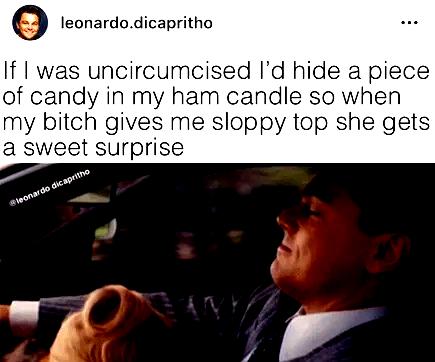 leonardo.dicapritho
If I was uncircumcised I'd hide a piece
of candy in my ham candle so when
my bitch gives me sloppy top she gets
a sweet surprise
@leonardo dicapritho